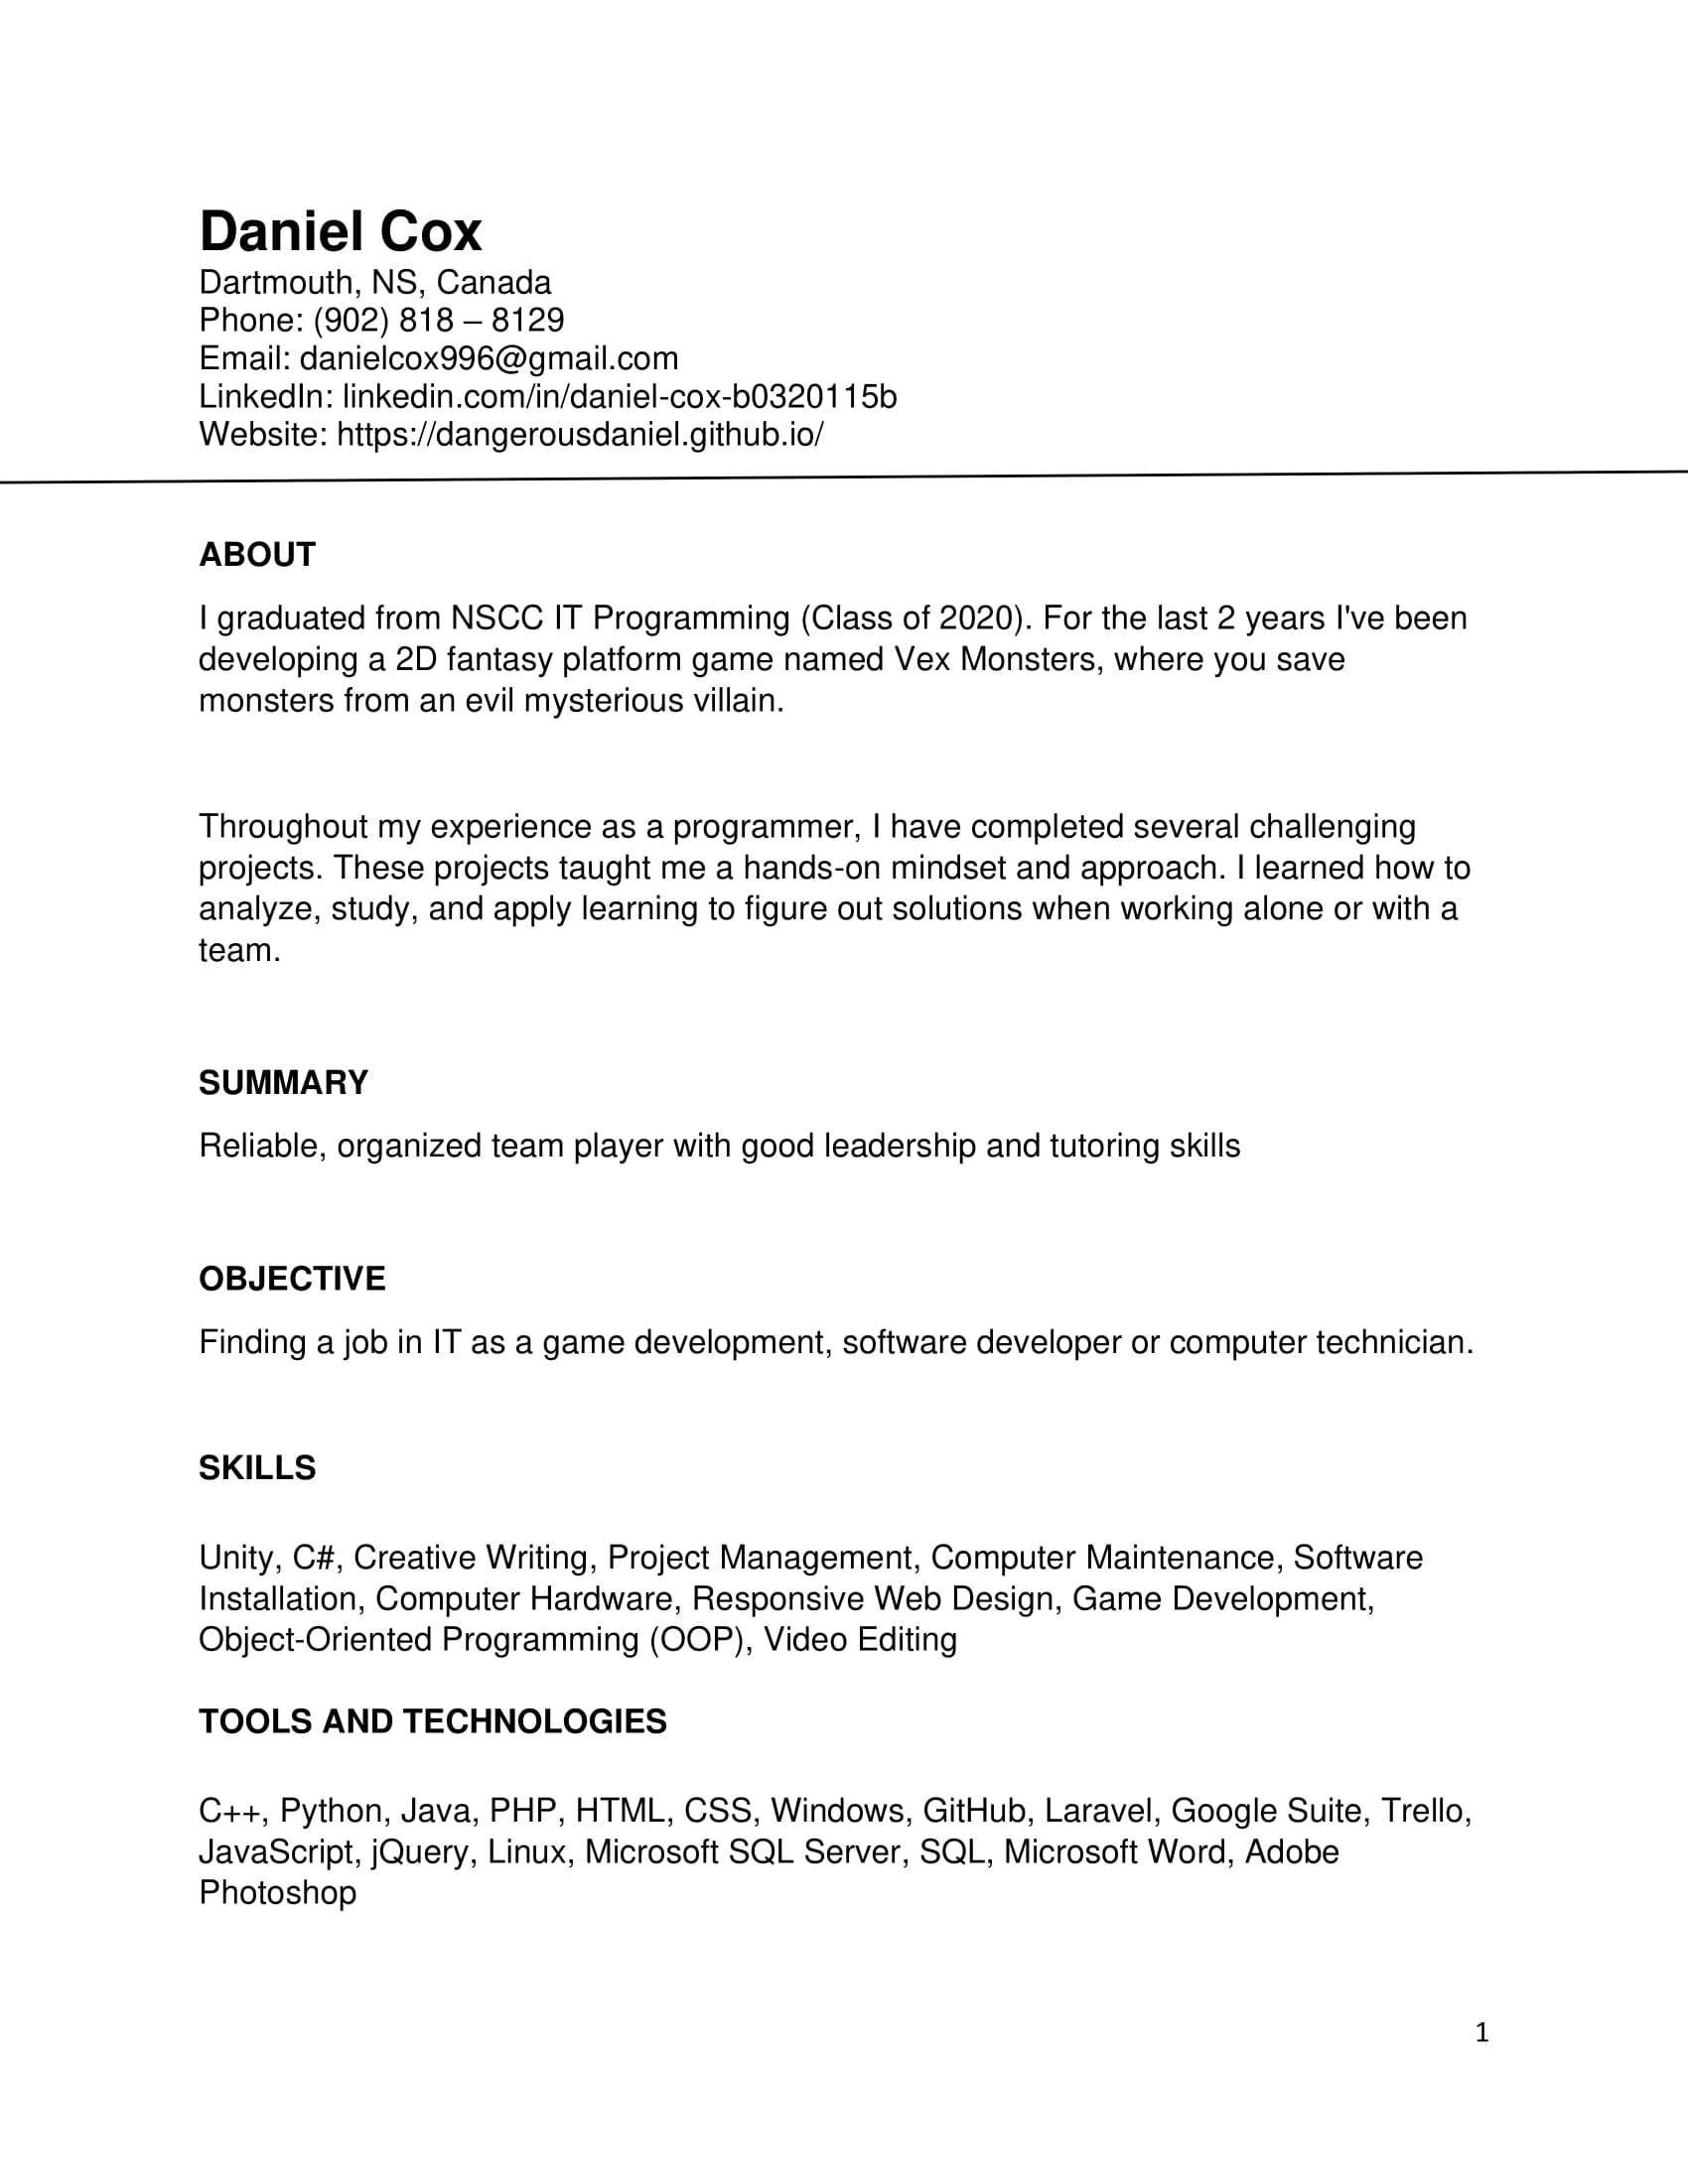 Daniel Cox
Dartmouth, NS, Canada
Phone: (902) 818 – 8129
Email: danielcox996@gmail.com
LinkedIn: linkedin.com/in/daniel-cox-b0320115b
Website: https://dangerousdaniel.github.io/
ABOUT
I graduated from NSCC IT Programming (Class of 2020). For the last 2 years I've been
developing a 2D fantasy platform game named Vex Monsters, where you save
monsters from an evil mysterious villain.
Throughout my experience as a programmer, I have completed several challenging
projects. These projects taught me a hands-on mindset and approach. I learned how to
analyze, study, and apply learning to figure out solutions when working alone or with a
team.
SUMMARY
Reliable, organized team player with good leadership and tutoring skills
OBJECTIVE
Finding a job in IT as a game development, software developer or computer technician.
SKILLS
Unity, C#, Creative Writing, Project Management, Computer Maintenance, Software
Installation, Computer Hardware, Responsive Web Design, Game Development,
Object-Oriented Programming (OOP), Video Editing
TOOLS AND TECHNOLOGIES
C++, Python, Java, PHP, HTML, CSS, Windows, GitHub, Laravel, Google Suite, Trello,
JavaScript, jQuery, Linux, Microsoft SQL Server, SQL, Microsoft Word, Adobe
Photoshop
1